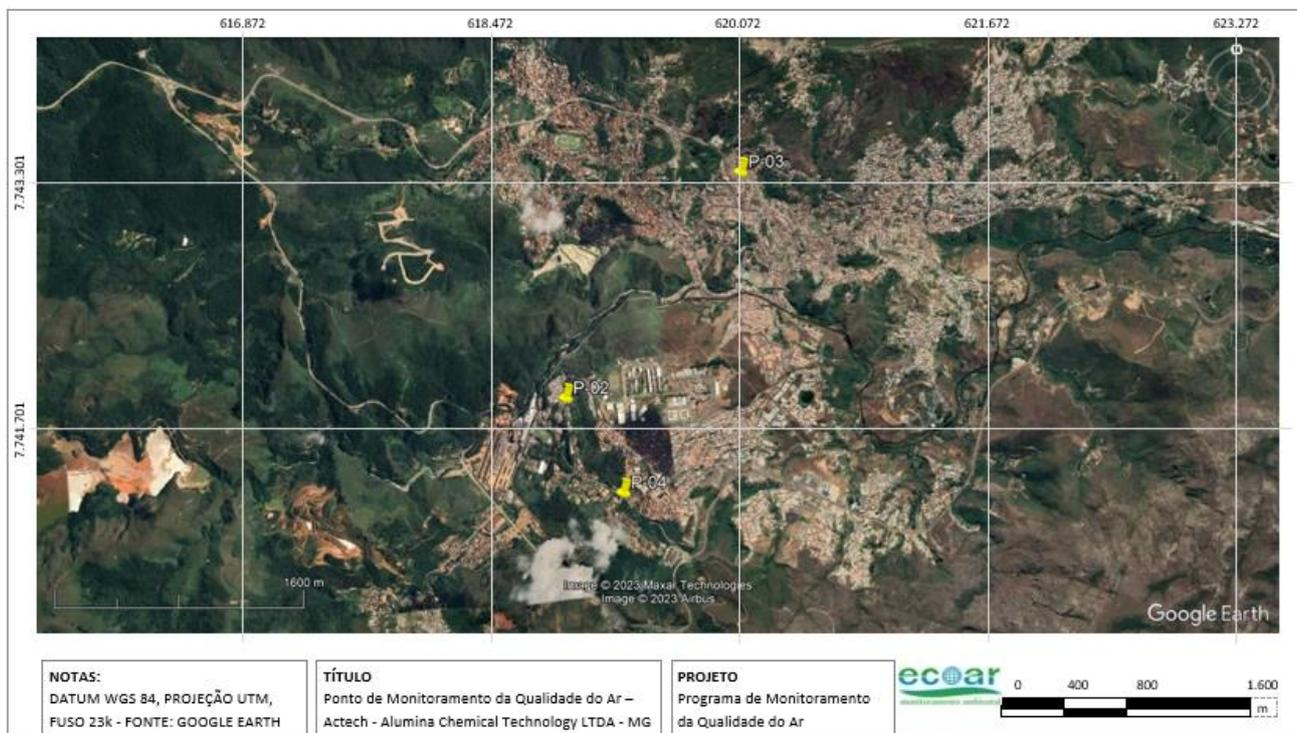 616.872 618.472 620.072 621.672 623.272
7.743.301
7.741.701
P-03
P-02
P-04
1600 m
Image © 2023 Maxar Technologies
Image © 2023 Airbus
Google Earth
NOTAS:
DATUM WGS 84, PROJEÇÃO UTM,
FUSO 23k - FONTE: GOOGLE EARTH
TÍTULO
Ponto de Monitoramento da Qualidade do Ar –
Actech - Alumina Chemical Technology LTDA - MG
PROJETO
Programa de Monitoramento
da Qualidade do Ar
ecoar
monitoramento ambiental
0 400 800 1.600
m